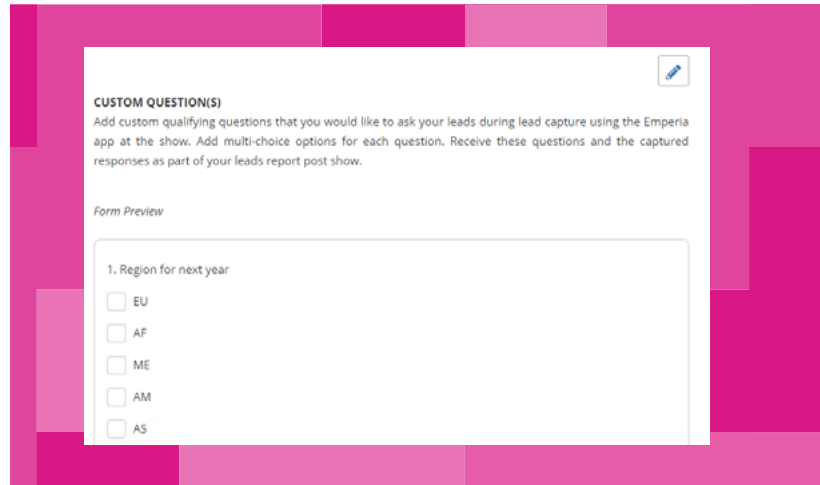 CUSTOM QUESTION(S)
Add custom qualifying questions that you would like to ask your leads during lead capture using the Emperia
app at the show. Add multi-choice options for each question. Receive these questions and the captured
responses as part of your leads report post show.
Form Preview
1. Region for next year
EU
AF
ME
AM
AS